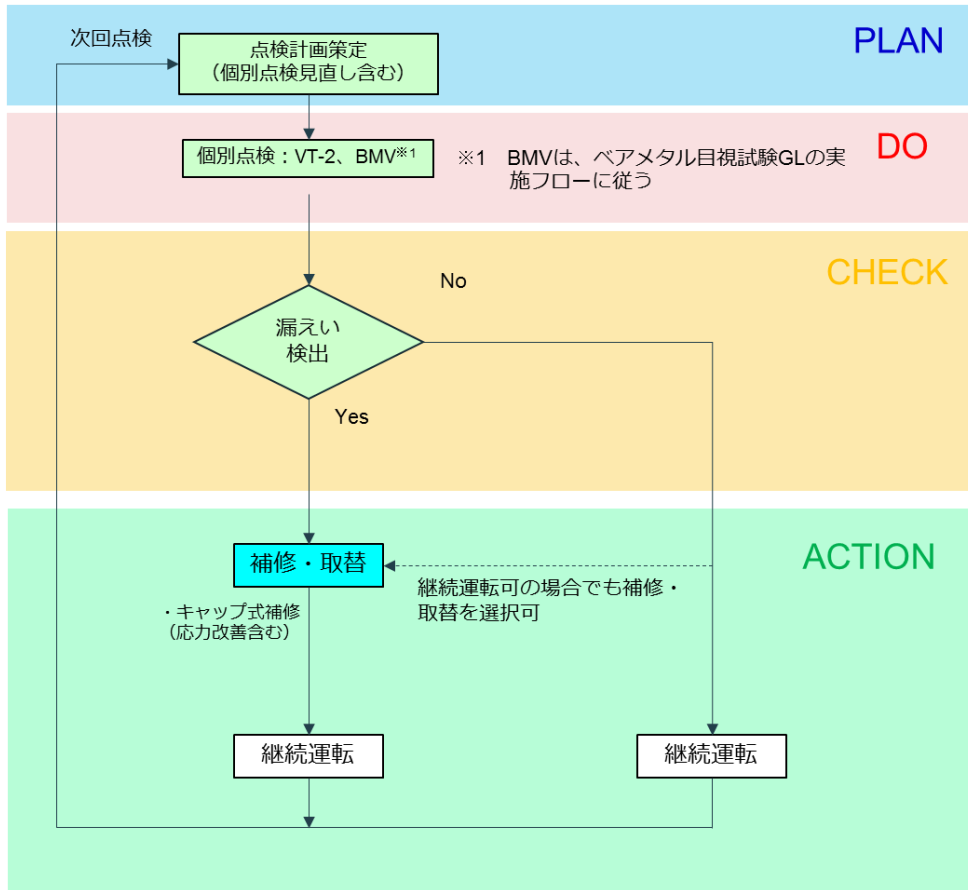 次回点検
点検計画策定
（個別点検見直し含む）
PLAN
個別点検：VT-2、BMV※1
※1 BMVは、ベアメタル目視試験GLの実
施フローに従う
DO
CHECK
No
漏えい
検出
Yes
ACTION
補修・取替
継続運転可の場合でも補修・
取替を選択可
・キャップ式補修
（応力改善含む）
継続運転
継続運転